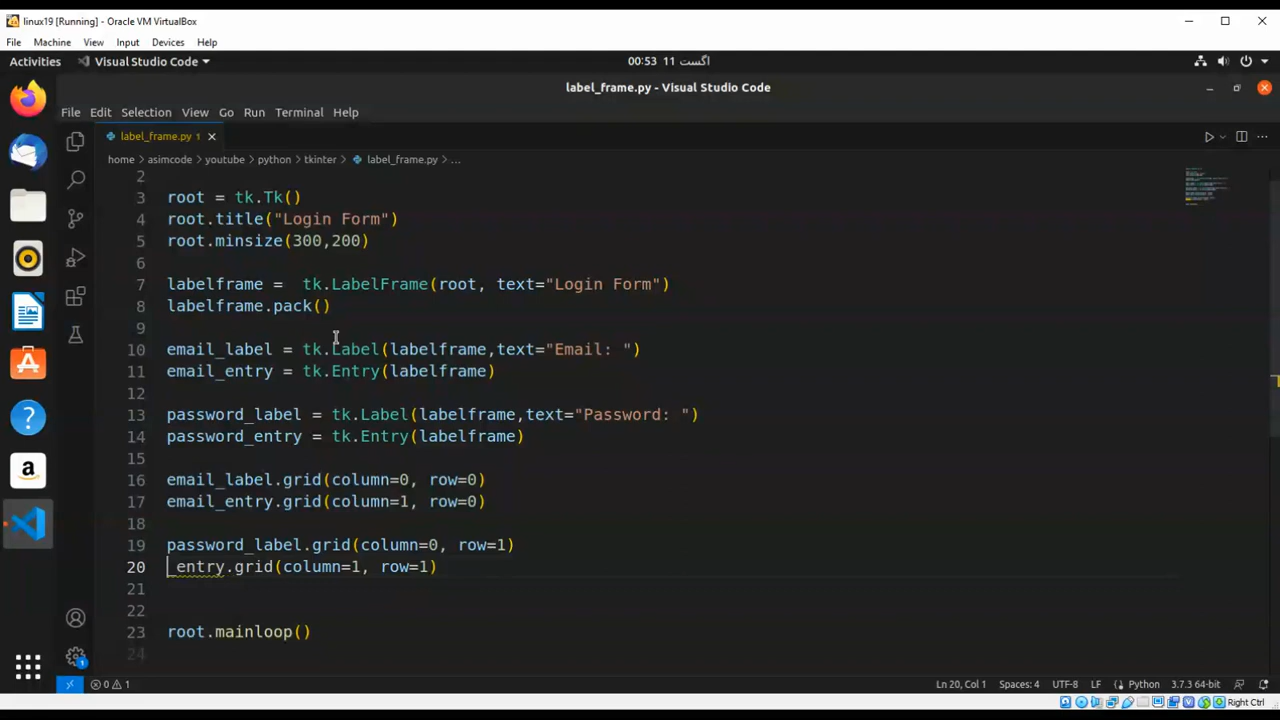 linux19 [Running] - Oracle VM VirtualBox
File Machine View Input Devices Help
Activities Visual Studio Code 00:53 11 اگست
label_frame.py - Visual Studio Code
File Edit Selection View Go Run Terminal Help
label_frame.py 1
home asimcode youtube python tkinter label_frame.py ...
2
3 root = tk.Tk()
4 root.title("Login Form")
5 root.minsize(300,200)
6
7 labelframe =  tk.LabelFrame(root, text="Login Form")
8 labelframe.pack()
9
10 email_label = tk.Label(labelframe,text="Email: ")
11 email_entry = tk.Entry(labelframe)
12
13 password_label = tk.Label(labelframe,text="Password: ")
14 password_entry = tk.Entry(labelframe)
15
16 email_label.grid(column=0, row=0)
17 email_entry.grid(column=1, row=0)
18
19 password_label.grid(column=0, row=1)
20 _entry.grid(column=1, row=1)
21
22
23 root.mainloop()
24
0 1 Ln 20, Col 1 Spaces: 4 UTF-8 LF Python 3.7.3 64-bit
Right Ctrl